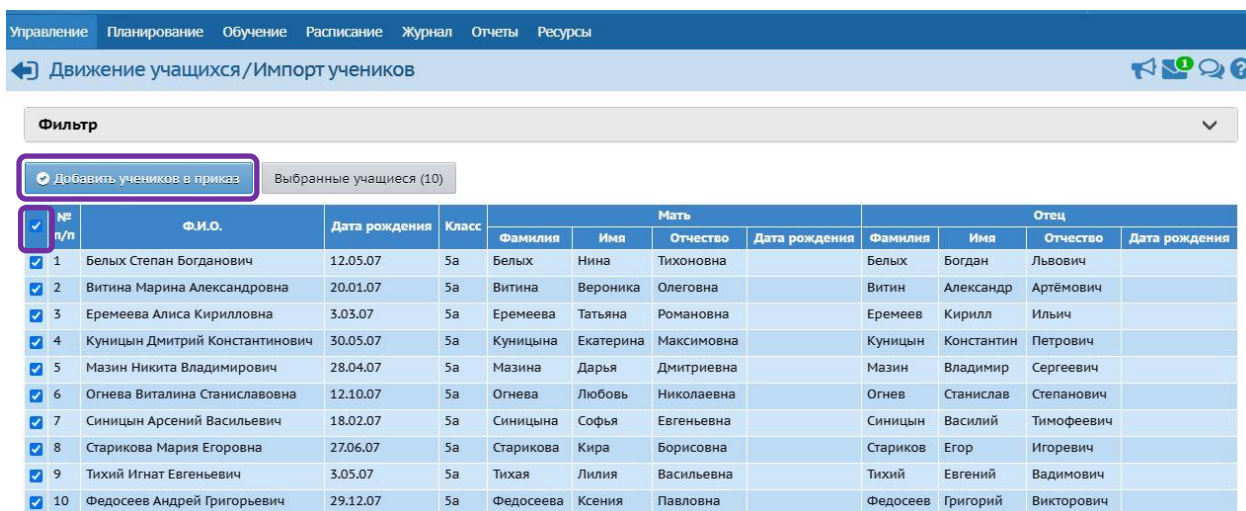 Управление Планирование Обучение Расписание Журнал Отчеты Ресурсы
Движение учащихся/Импорт учеников
1
?
Фильтр
Добавить учеников в приказ Выбранные учащиеся (10)
№ п/п Ф.И.О. Дата рождения Класс Мать Отец
Фамилия Имя Отчество Дата рождения Фамилия Имя Отчество Дата рождения
1 Белых Степан Богданович 12.05.07 5а Белых Нина Тихоновна Белых Богдан Львович
2 Витина Марина Александровна 20.01.07 5а Витина Вероника Олеговна Витин Александр Артёмович
3 Еремеева Алиса Кирилловна 3.03.07 5а Еремеева Татьяна Романовна Еремеев Кирилл Ильич
4 Куницын Дмитрий Константинович 30.05.07 5а Куницына Екатерина Максимовна Куницын Константин Петрович
5 Мазин Никита Владимирович 28.04.07 5а Мазина Дарья Дмитриевна Мазин Владимир Сергеевич
6 Огнева Виталина Станиславовна 12.10.07 5а Огнева Любовь Николаевна Огнев Станислав Степанович
7 Синицын Арсений Васильевич 18.02.07 5а Синицына Софья Евгеньевна Синицын Василий Тимофеевич
8 Старикова Мария Егоровна 27.06.07 5а Старикова Кира Борисовна Стариков Егор Игоревич
9 Тихий Игнат Евгеньевич 3.05.07 5а Тихая Лилия Васильевна Тихий Евгений Вадимович
10 Федосеев Андрей Григорьевич 29.12.07 5а Федосеева Ксения Павловна Федосеев Григорий Викторович